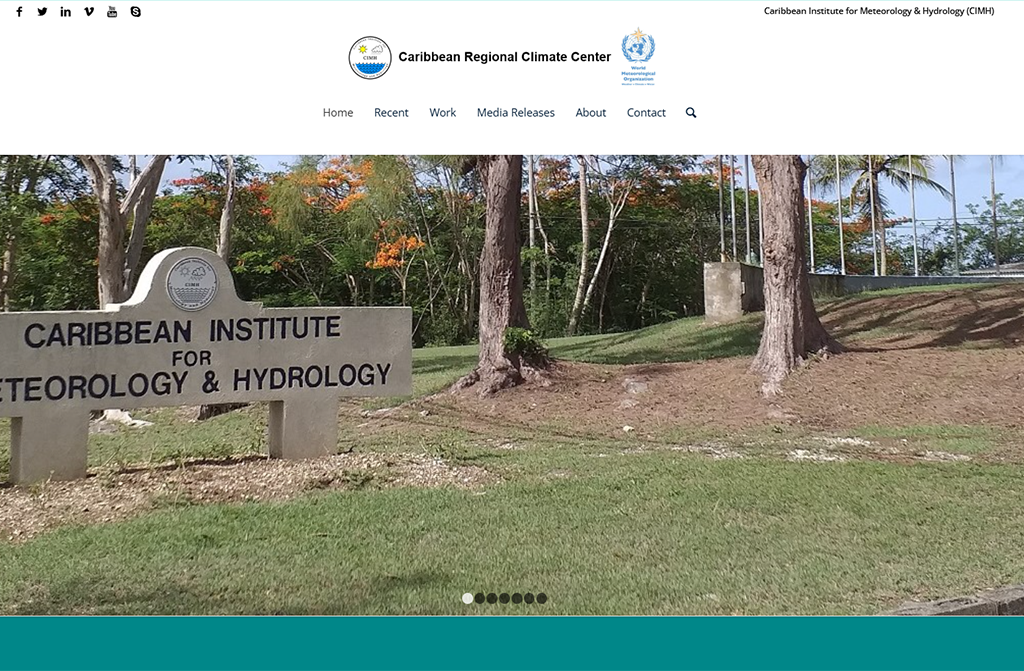 Caribbean Institute for Meteorology & Hydrology (CIMH)
CIMH
Caribbean Regional Climate Center
World
Meteorological
Organization
Home Recent Work Media Releases About Contact
CIMH
CARIBBEAN INSTITUTE
FOR
ETEOROLOGY & HYDROLOGY